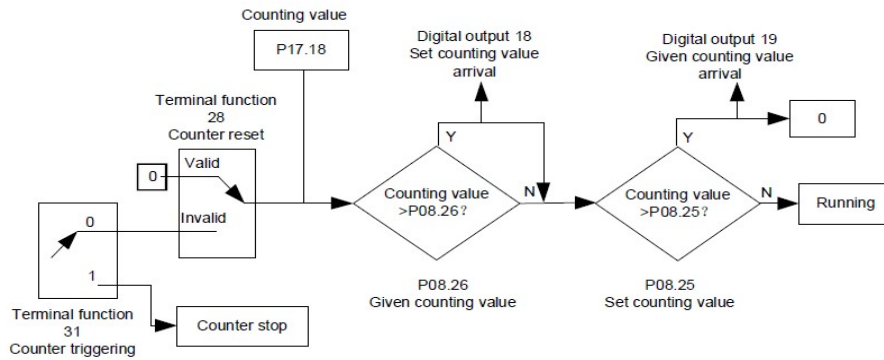 Counting value
P17.18
Digital output 18
Set counting value
arrival
Digital output 19
Given counting value
arrival
Terminal function
28
Counter reset
Valid
0
Invalid
0
1
Terminal function
31
Counter triggering
Counter stop
Y
Counting value
>P08.26?
N
P08.26
Given counting value
Y
0
Counting value
>P08.25?
N
Running
P08.25
Set counting value